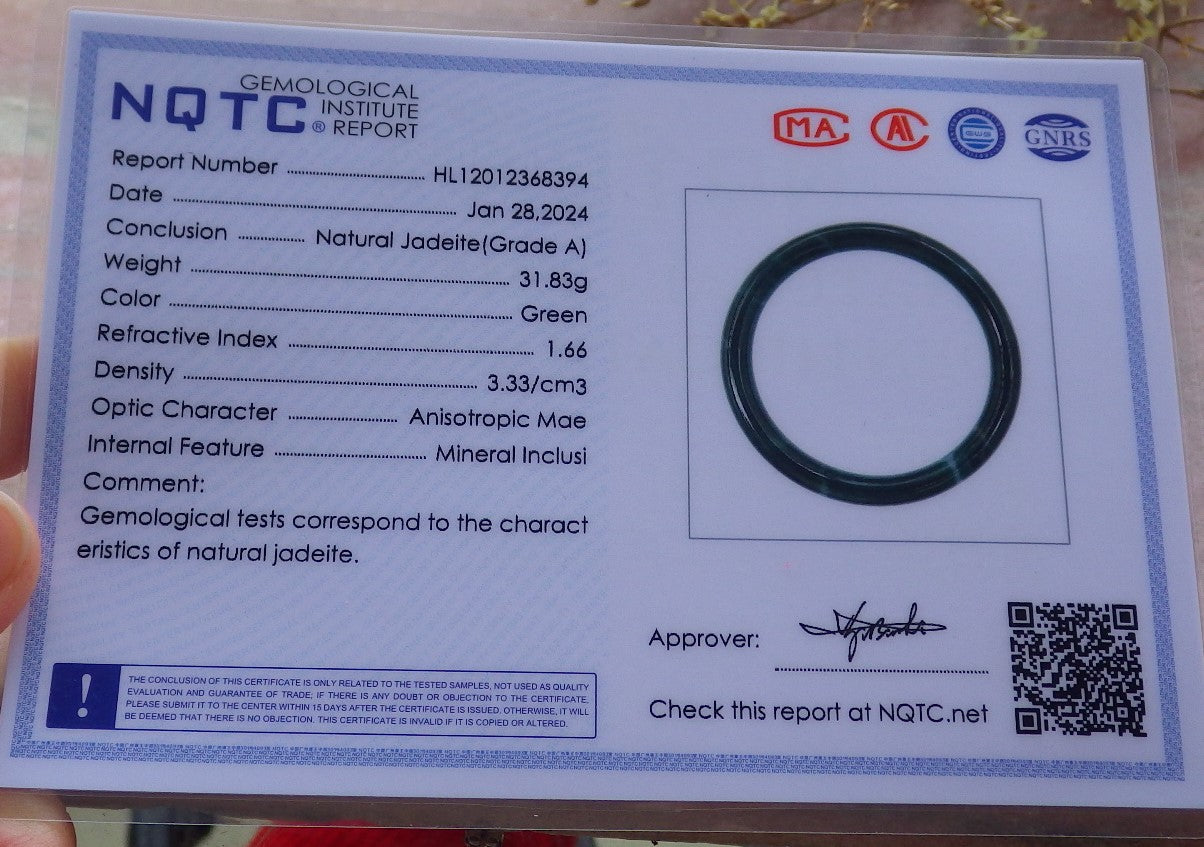 NQTC® GEMOLOGICAL
INSTITUTE
REPORT
MA
GNRS
Report Number HL12012368394
Date Jan 28,2024
Conclusion Natural Jadeite(Grade A)
Weight 31.83g
Color Green
Refractive Index 1.66
Density 3.33/cm3
Optic Character Anisotropic Mae
Internal Feature Mineral Inclusi
Comment:
Gemological tests correspond to the charact
eristics of natural jadeite.
! THE CONCLUSION OF THIS CERTIFICATE IS ONLY RELATED TO THE TESTED SAMPLES, NOT USED AS QUALITY
EVALUATION AND GUARANTEE OF TRADE; IF THERE IS ANY DOUBT OR OBJECTION TO THE CERTIFICATE.
PLEASE SUBMIT IT TO THE CENTER WITHIN 15 DAYS AFTER THE CERTIFICATE IS ISSUED. OTHERWISE, IT WILL
BE DEEMED THAT THERE IS NO OBJECTION. THIS CERTIFICATE IS INVALID IF IT IS COPIED OR ALTERED.
Approver:
Check this report at NQTC.net